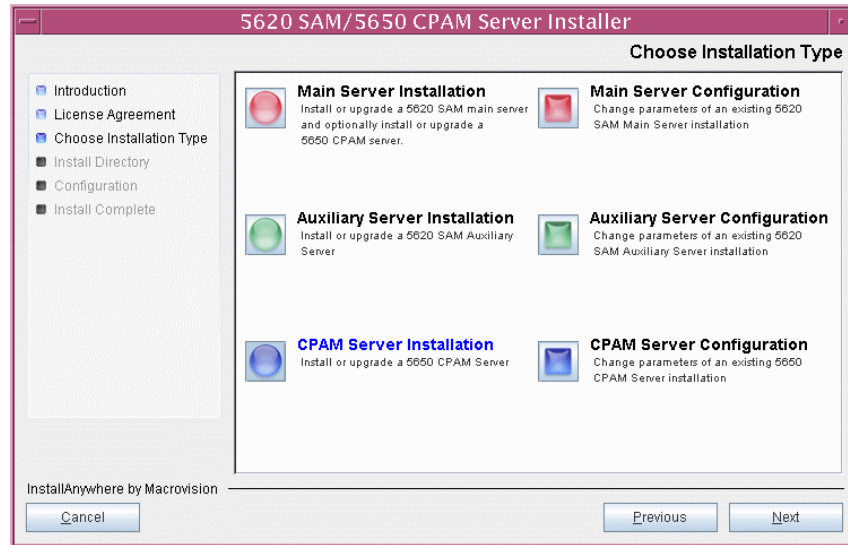 5620 SAM/5650 CPAM Server Installer
Choose Installation Type
Introduction
License Agreement
Choose Installation Type
Install Directory
Configuration
Install Complete
Main Server Installation
Install or upgrade a 5620 SAM main server
and optionally install or upgrade a
5650 CPAM server.
Main Server Configuration
Change parameters of an existing 5620
SAM Main Server installation
Auxiliary Server Installation
Install or upgrade a 5620 SAM Auxiliary
Server
Auxiliary Server Configuration
Change parameters of an existing 5620
SAM Auxiliary Server installation
CPAM Server Installation
Install or upgrade a 5650 CPAM Server
CPAM Server Configuration
Change parameters of an existing 5650
CPAM Server installation
InstallAnywhere by Macrovision
Cancel
Previous
Next